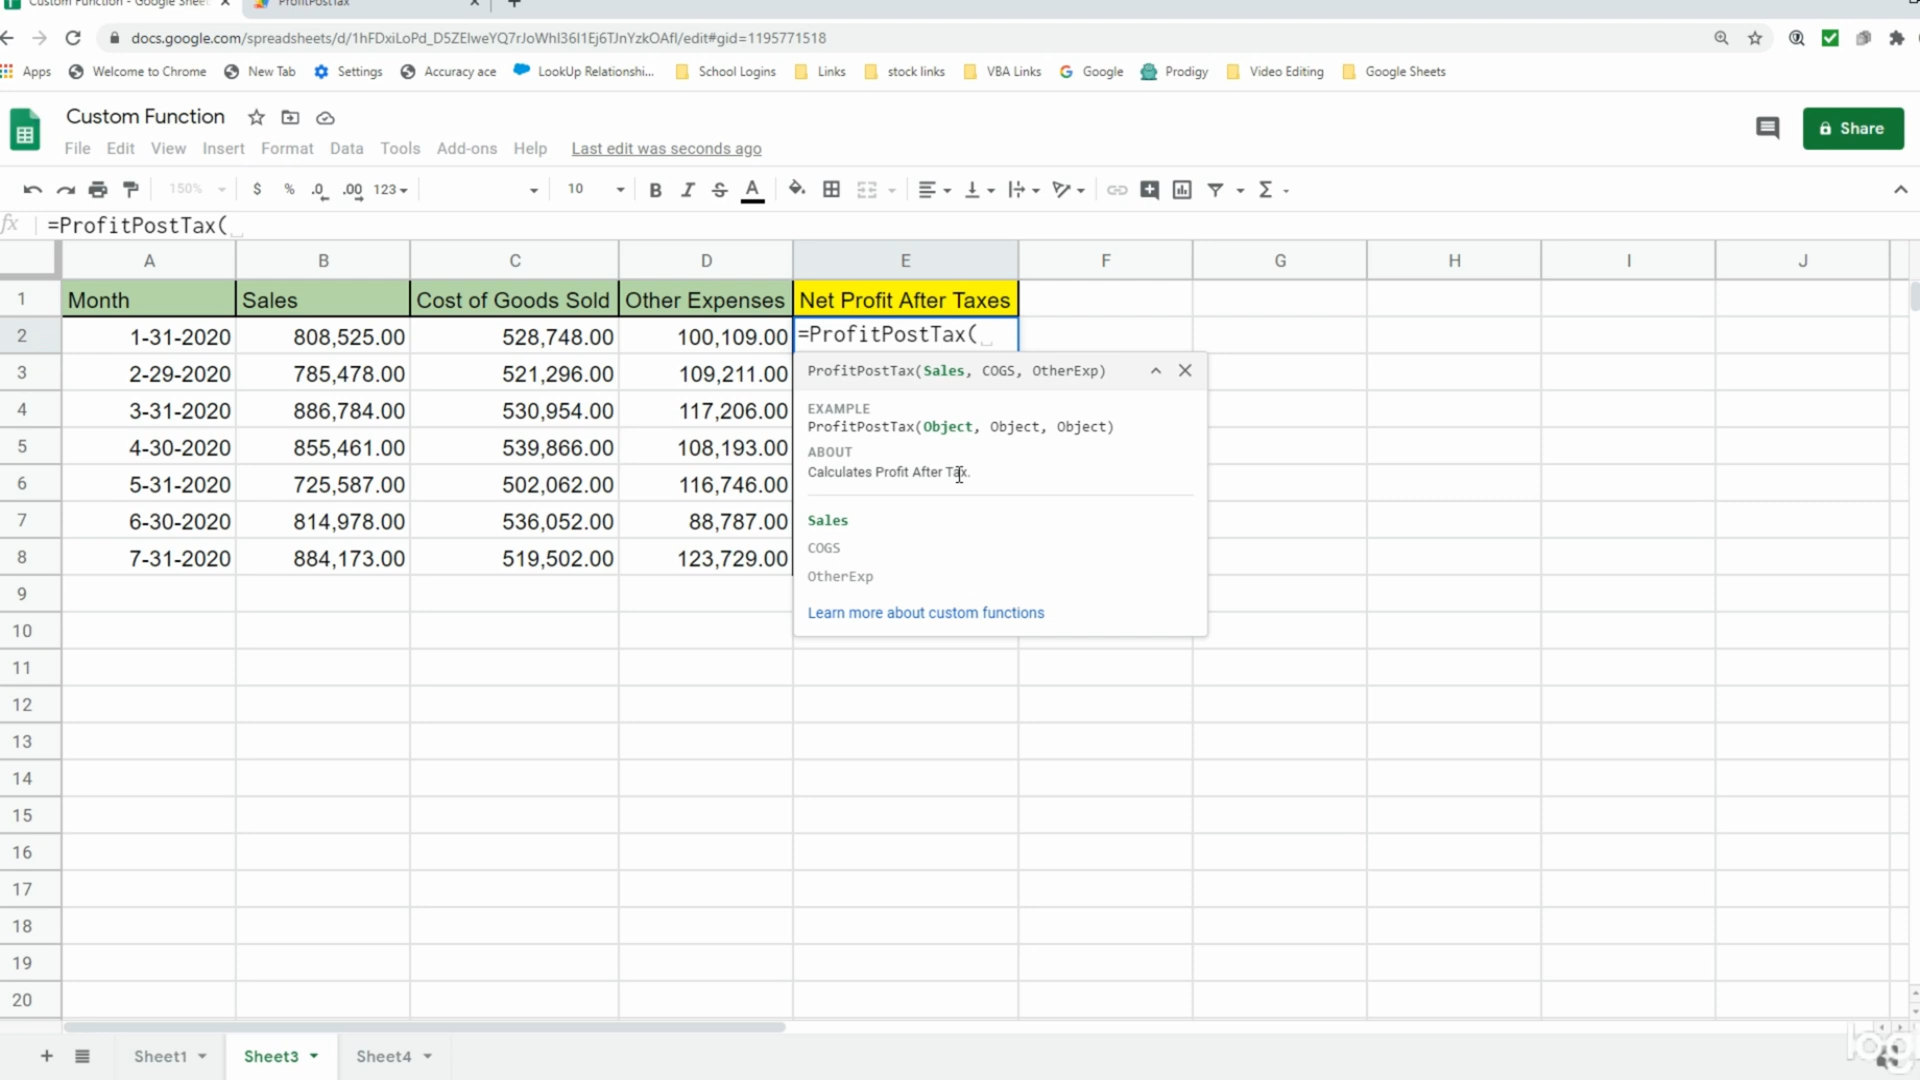 Custom Function - Google Sheet
ProfitPostTax
docs.google.com/spreadsheets/d/1hFDxiLoPd_D5ZEIweYQ7rJoWhI36I1Ej6TJnYzkOAfI/edit#gid=1195771518
Apps Welcome to Chrome New Tab Settings Accuracy ace LookUp Relationshi... School Logins Links stock links VBA Links Google Prodigy Video Editing Google Sheets
Custom Function
Share
File Edit View Insert Format Data Tools Add-ons Help Last edit was seconds ago
150% $ % .0 .00 123 10 B I S A Σ
fx =ProfitPostTax(
A B C D E F G H I J
1 Month Sales Cost of Goods Sold Other Expenses Net Profit After Taxes
2 1-31-2020 808,525.00 528,748.00 100,109.00 =ProfitPostTax(
3 2-29-2020 785,478.00 521,296.00 109,211.00
4 3-31-2020 886,784.00 530,954.00 117,206.00
5 4-30-2020 855,461.00 539,866.00 108,193.00
6 5-31-2020 725,587.00 502,062.00 116,746.00
7 6-30-2020 814,978.00 536,052.00 88,787.00
8 7-31-2020 884,173.00 519,502.00 123,729.00
ProfitPostTax(Sales, COGS, OtherExp)
EXAMPLE
ProfitPostTax(Object, Object, Object)
ABOUT
Calculates Profit After Tax.
Sales
COGS
OtherExp
Learn more about custom functions
9
10
11
12
13
14
15
16
17
18
19
20
Sheet1 Sheet3 Sheet4